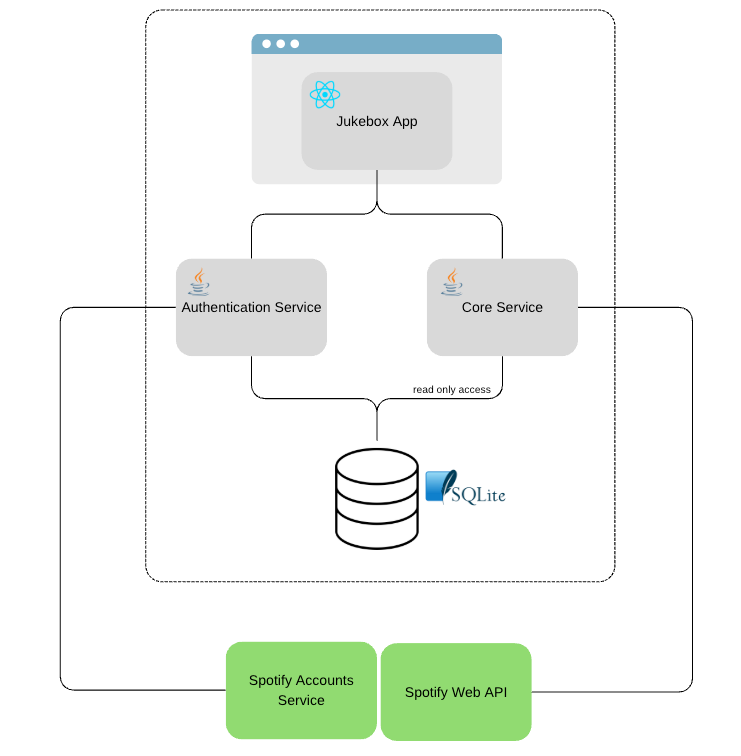 Jukebox App
Authentication Service
Core Service
read only access
SQLite
Spotify Accounts
Service
Spotify Web API